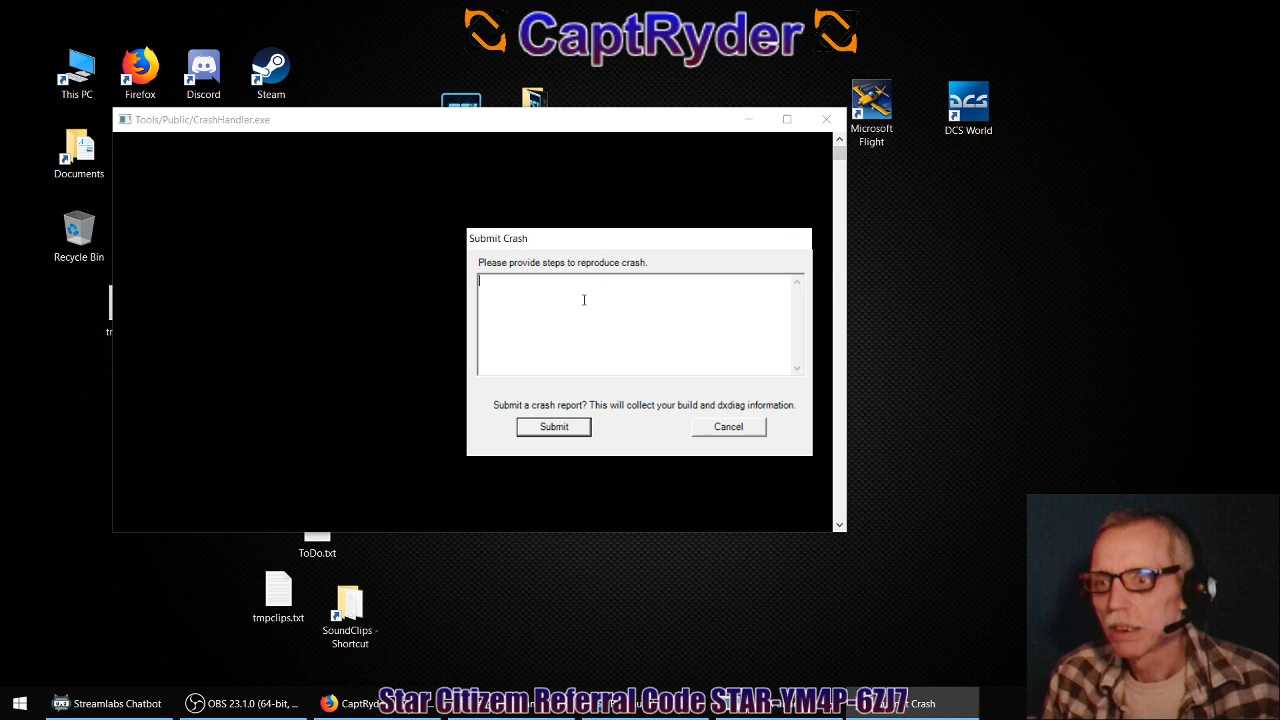 CaptRyder
This PC
Firefox
Discord
Steam
Microsoft
Flight
DCS
DCS World
Tools/Public/CrashHandler.exe
Documents
Recycle Bin
Submit Crash
Please provide steps to reproduce crash.
Submit a crash report? This will collect your build and dxdiag information.
Submit
Cancel
ToDo.txt
tmpclips.txt
SoundClips -
Shortcut
Streamlabs Chatbot
OBS 23.1.0 (64-bit, ...
CaptRyd
Crash
Star Citizem Referral Code STAR-YM4P-6ZJ7